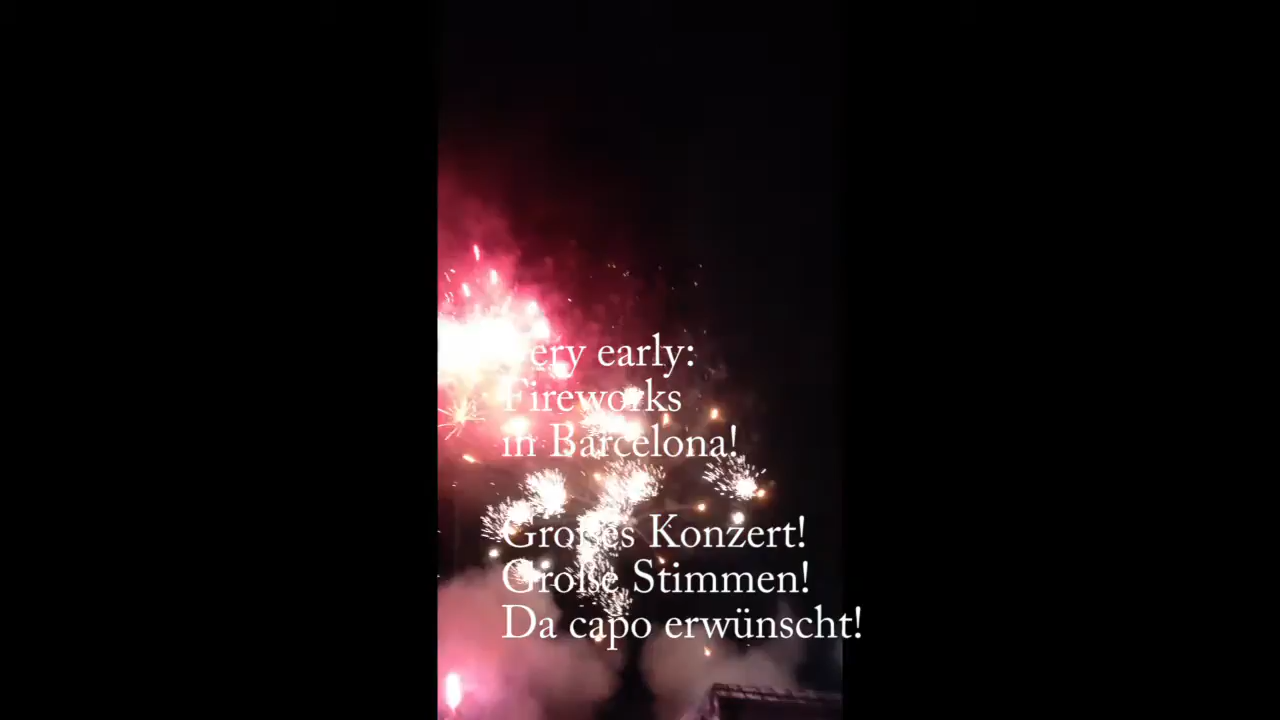 Very early:
Fireworks
in Barcelona!
Großes Konzert!
Große Stimmen!
Da capo erwünscht!